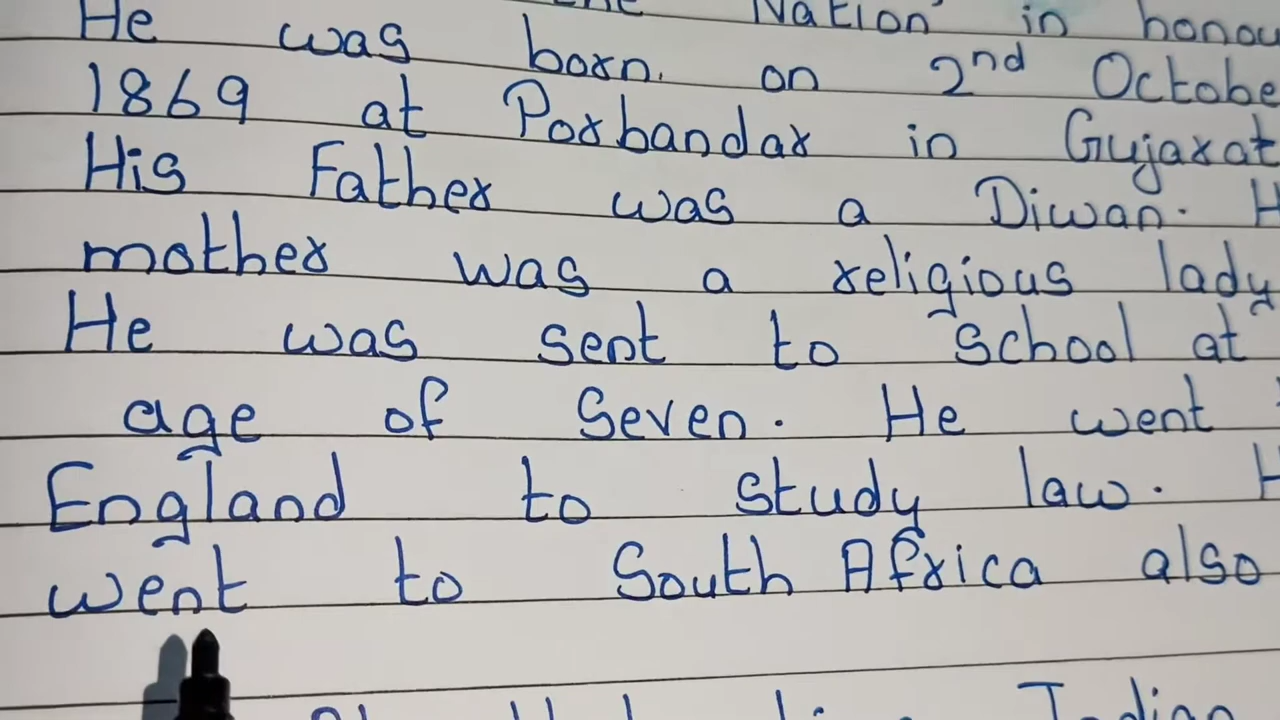 Nation in honou
He was born. on 2nd Octobe
1869 at Porbandar in Gujarat
His Father was a Diwan. H
mother was a religious lady
He was sent to School at
age of Seven. He went
England to study law. H
went to South Africa also